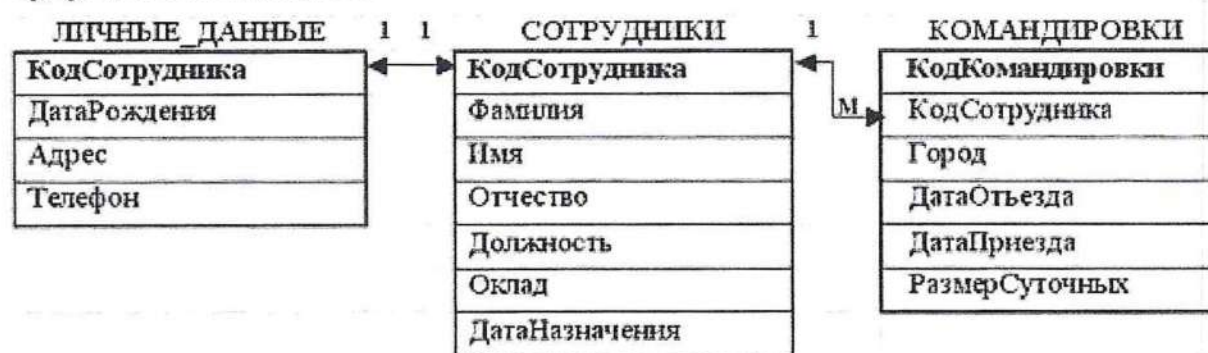 ЛИЧНЫЕ_ДАННЫЕ 1 1 СОТРУДНИКИ 1 КОМАНДИРОВКИ
КодСотрудника
ДатаРождения
Адрес
Телефон
КодСотрудника
Фамилия
Имя
Отчество
Должность
Оклад
ДатаНазначения
М
КодКомандировки
КодСотрудника
Город
ДатаОтьезда
ДатаПриезда
РазмерСуточных